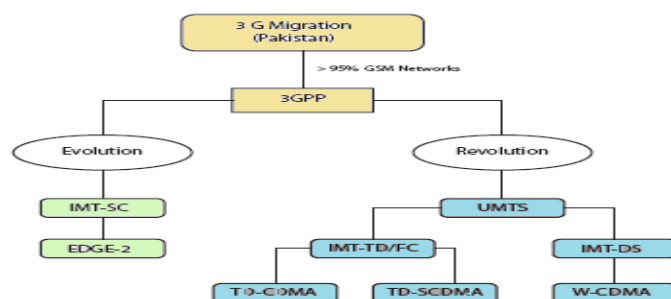 3 G Migration
(Pakistan)
> 95% GSM Networks
3GPP
Evolution
Revolution
IMT-SC
UMTS
EDGE-2
IMT-TD/FC
IMT-DS
TD-CDMA
TD-SCDMA
W-CDMA